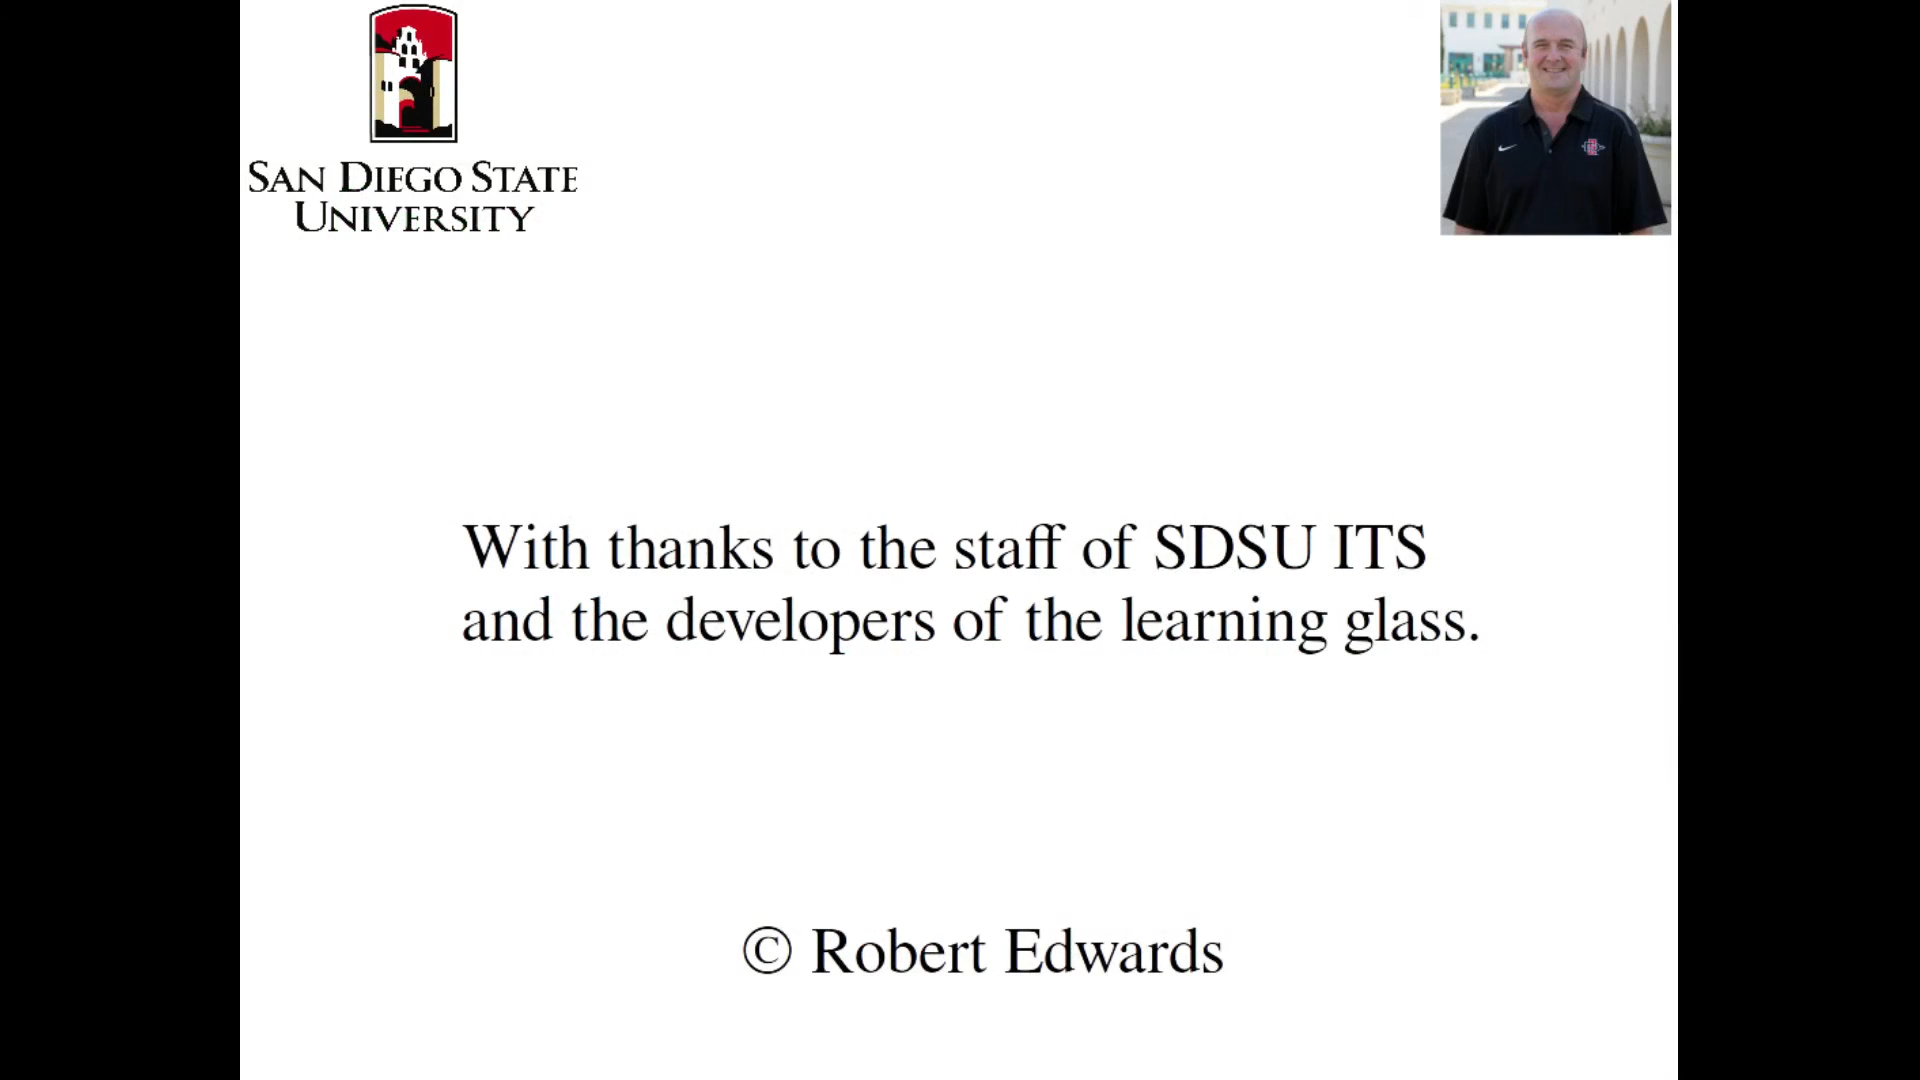 SAN DIEGO STATE
UNIVERSITY
With thanks to the staff of SDSU ITS
and the developers of the learning glass.
© Robert Edwards